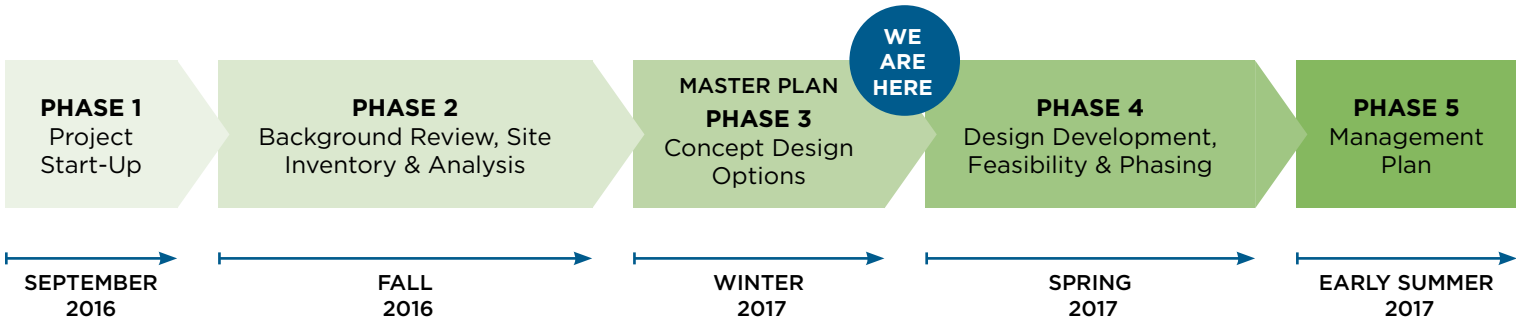 WE
ARE
HERE
PHASE 1
Project
Start-Up
PHASE 2
Background Review, Site
Inventory & Analysis
MASTER PLAN
PHASE 3
Concept Design
Options
PHASE 4
Design Development,
Feasibility & Phasing
PHASE 5
Management
Plan
SEPTEMBER
2016
FALL
2016
WINTER
2017
SPRING
2017
EARLY SUMMER
2017